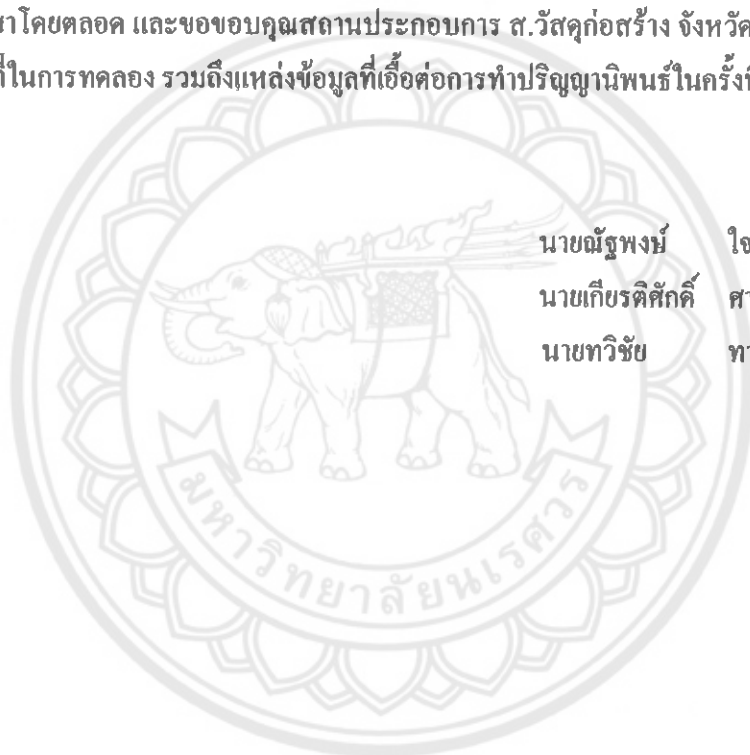 ษาโดยตลอด และขอขอบคุณสถานประกอบการ ส.วัสดุก่อสร้าง จังหวัด
ที่ในการทดลอง รวมถึงแหล่งข้อมูลที่เอื้อต่อการทำปริญญานิพนธ์ในครั้งนี้
นายณัฐพงษ์ ใจ
นายเกียรติศักดิ์ ศา
นายทวิชัย ทา
มหาวิทยาลัยนเรศวร